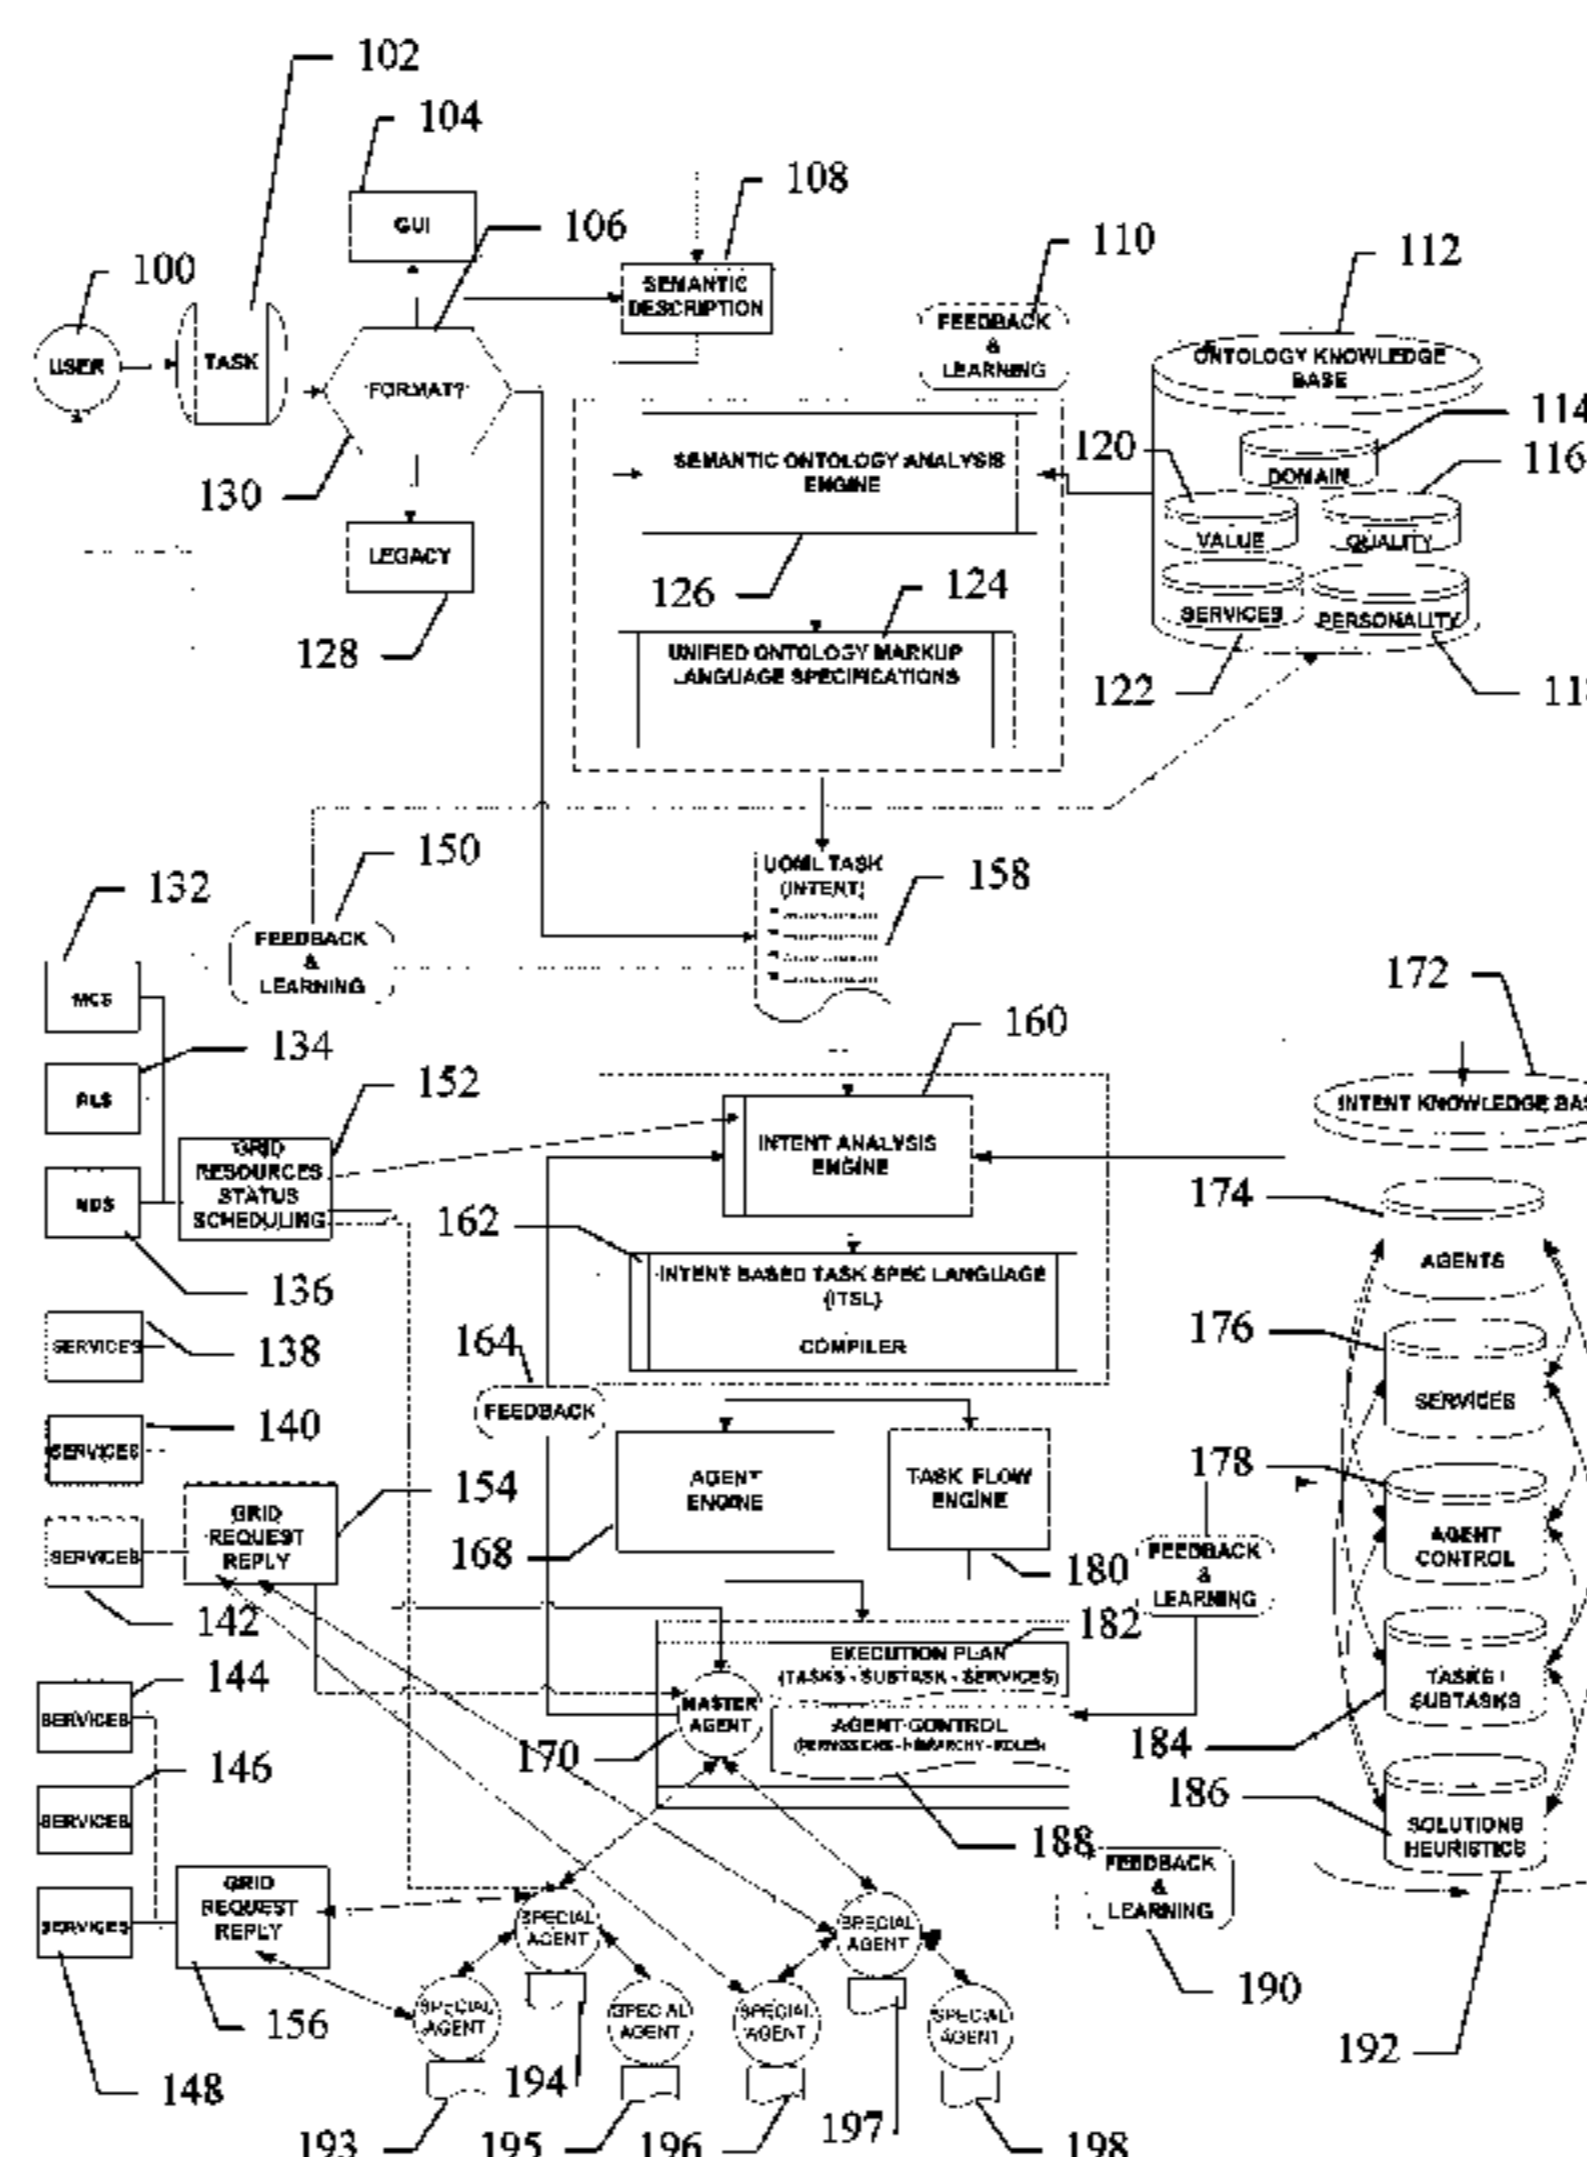 102
104
108
GUI
106
110
112
100
SEMANTIC
DESCRIPTION
FEEDBACK
&
LEARNING
ONTOLOGY KNOWLEDGE
BASE
USER
TASK
FORMAT?
114
120
116
SEMANTIC ONTOLOGY ANALYSIS
ENGINE
DOMAIN
130
VALUE
QUALITY
LEGACY
126
124
SERVICES
PERSONALITY
128
UNIFIED ONTOLOGY MARKUP
LANGUAGE SPECIFICATIONS
122
150
UOML TASK
(INTENT)
158
132
FEEDBACK
&
LEARNING
172
MCS
160
134
152
RLS
INTENT KNOWLEDGE BAS
GRID
RESOURCES
STATUS
SCHEDULING
INTENT ANALYSIS
ENGINE
174
162
136
INTENT BASED TASK SPEC LANGUAGE
(ITSL)
COMPILER
AGENTS
SERVICES
138
164
176
FEEDBACK
SERVICES
140
SERVICES
154
AGENT
ENGINE
TASK FLOW
ENGINE
178
GRID
REQUEST
REPLY
AGENT
CONTROL
168
SERVICES
180
FEEDBACK
&
LEARNING
142
182
EXECUTION PLAN
(TASKS - SUBTASK - SERVICES)
144
TASKS /
SUBTASKS
SERVICES
MASTER
AGENT
AGENT CONTROL
(PERMISSIONS - HIERARCHY - ROLES)
170
184
146
186
SERVICES
188
SOLUTIONS
HEURISTICS
FEEDBACK
&
LEARNING
GRID
REQUEST
REPLY
SERVICES
SPECIAL
AGENT
SPECIAL
AGENT
190
SPECIAL
AGENT
SPECIAL
AGENT
SPECIAL
AGENT
SPECIAL
AGENT
156
192
148
194
193
195
196
197
198